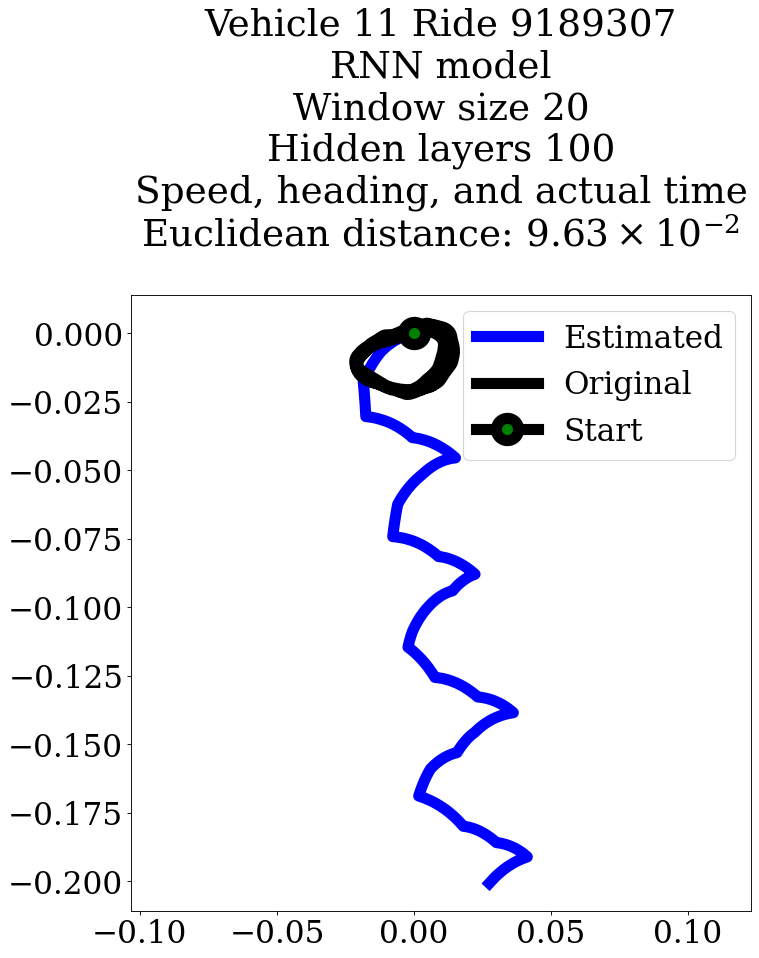 Vehicle 11 Ride 9189307
RNN model
Window size 20
Hidden layers 100
Speed, heading, and actual time
Euclidean distance: 9.63 × 10⁻²
Estimated
Original
Start
0.000
−0.025
−0.050
−0.075
−0.100
−0.125
−0.150
−0.175
−0.200
−0.10 −0.05 0.00 0.05 0.10